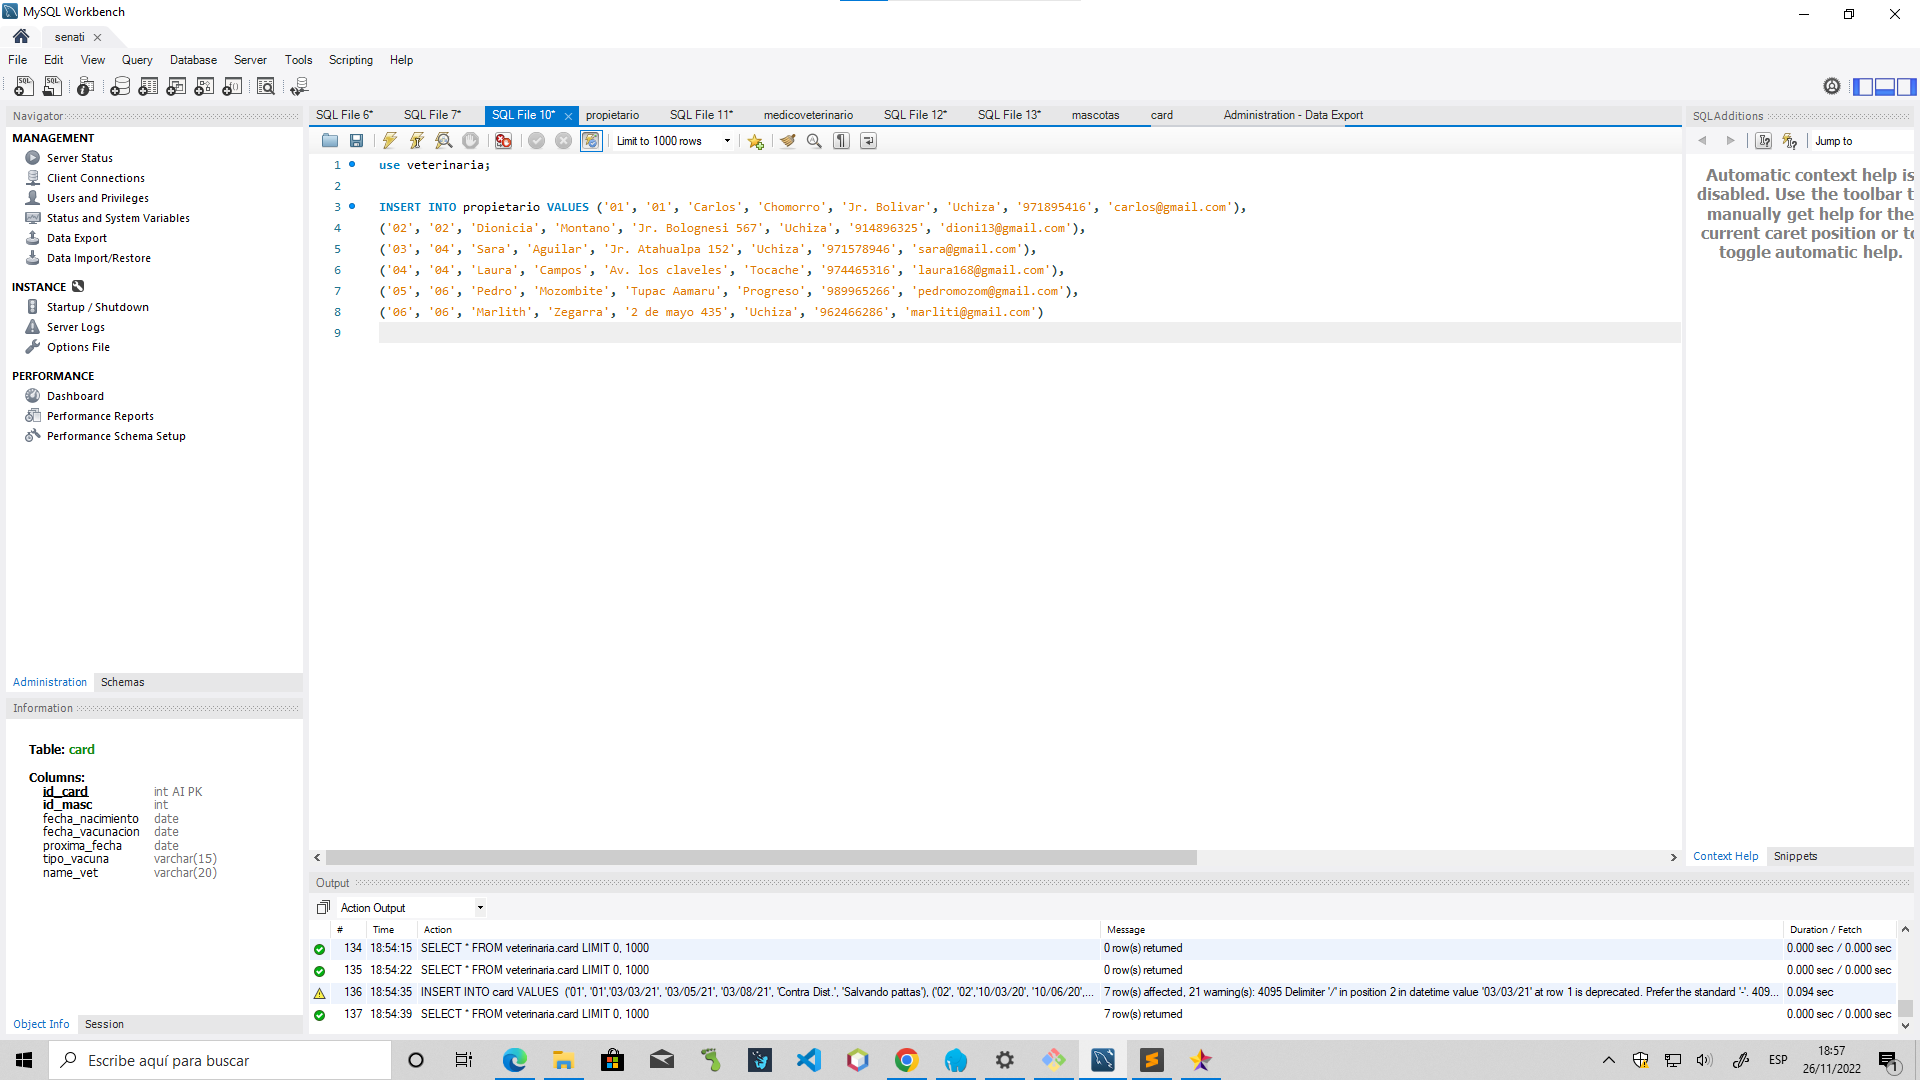 MySQL Workbench
senati
File Edit View Query Database Server Tools Scripting Help
Navigator
MANAGEMENT
Server Status
Client Connections
Users and Privileges
Status and System Variables
Data Export
Data Import/Restore
INSTANCE
Startup / Shutdown
Server Logs
Options File
PERFORMANCE
Dashboard
Performance Reports
Performance Schema Setup
Administration Schemas
Information
Table: card
Columns:
id_card int AI PK
id_masc int
fecha_nacimiento date
fecha_vacunacion date
proxima_fecha date
tipo_vacuna varchar(15)
name_vet varchar(20)
Object Info Session
SQL File 6* SQL File 7* SQL File 10* propietario SQL File 11* medicoveterinario SQL File 12* SQL File 13* mascotas card Administration - Data Export
Limit to 1000 rows
1 use veterinaria;
2
3 INSERT INTO propietario VALUES ('01', '01', 'Carlos', 'Chomorro', 'Jr. Bolivar', 'Uchiza', '971895416', 'carlos@gmail.com'),
4 ('02', '02', 'Dionicia', 'Montano', 'Jr. Bolognesi 567', 'Uchiza', '914896325', 'dioni13@gmail.com'),
5 ('03', '04', 'Sara', 'Aguilar', 'Jr. Atahualpa 152', 'Uchiza', '971578946', 'sara@gmail.com'),
6 ('04', '04', 'Laura', 'Campos', 'Av. los claveles', 'Tocache', '974465316', 'laura168@gmail.com'),
7 ('05', '06', 'Pedro', 'Mozombite', 'Tupac Aamaru', 'Progreso', '989965266', 'pedromozom@gmail.com'),
8 ('06', '06', 'Marlith', 'Zegarra', '2 de mayo 435', 'Uchiza', '962466286', 'marliti@gmail.com')
9
SQLAdditions
Jump to
Automatic context help is
disabled. Use the toolbar t
manually get help for the
current caret position or to
toggle automatic help.
Context Help Snippets
Output
Action Output
# Time Action Message Duration / Fetch
134 18:54:15 SELECT * FROM veterinaria.card LIMIT 0, 1000 0 row(s) returned 0.000 sec / 0.000 sec
135 18:54:22 SELECT * FROM veterinaria.card LIMIT 0, 1000 0 row(s) returned 0.000 sec / 0.000 sec
136 18:54:35 INSERT INTO card VALUES ('01', '01','03/03/21', '03/05/21', '03/08/21', 'Contra Dist.', 'Salvando pattas'), ('02', '02','10/03/20', '10/06/20',... 7 row(s) affected, 21 warning(s): 4095 Delimiter '/' in position 2 in datetime value '03/03/21' at row 1 is deprecated. Prefer the standard '-'. 409... 0.094 sec
137 18:54:39 SELECT * FROM veterinaria.card LIMIT 0, 1000 7 row(s) returned 0.000 sec / 0.000 sec
Escribe aquí para buscar
ESP
18:57
26/11/2022
1